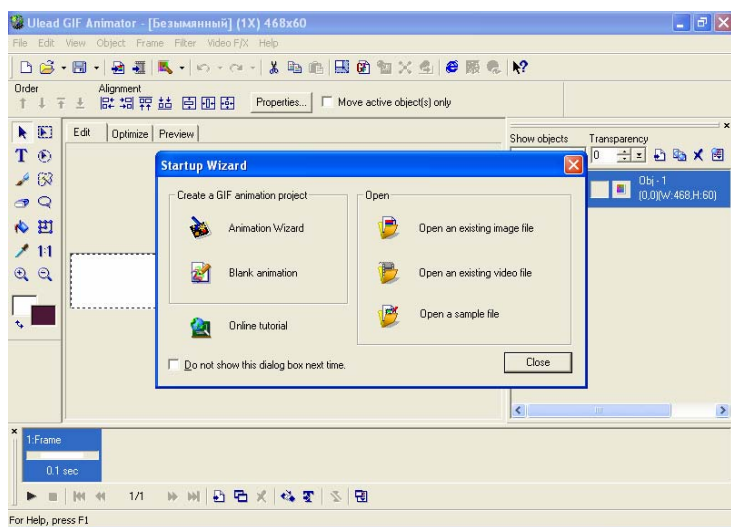 Ulead GIF Animator - [Безымянный] (1X) 468x60
File Edit View Object Frame Filter Video F/X Help
Order
Alignment
Properties... Move active object(s) only
Edit Optimize Preview
Show objects Transparency
0
Obj - 1
(0,0)(W:468,H:60)
T
1:1
Startup Wizard
Create a GIF animation project
Animation Wizard
Blank animation
Online tutorial
Do not show this dialog box next time.
Open
Open an existing image file
Open an existing video file
Open a sample file
Close
1:Frame
0.1 sec
1/1
For Help, press F1